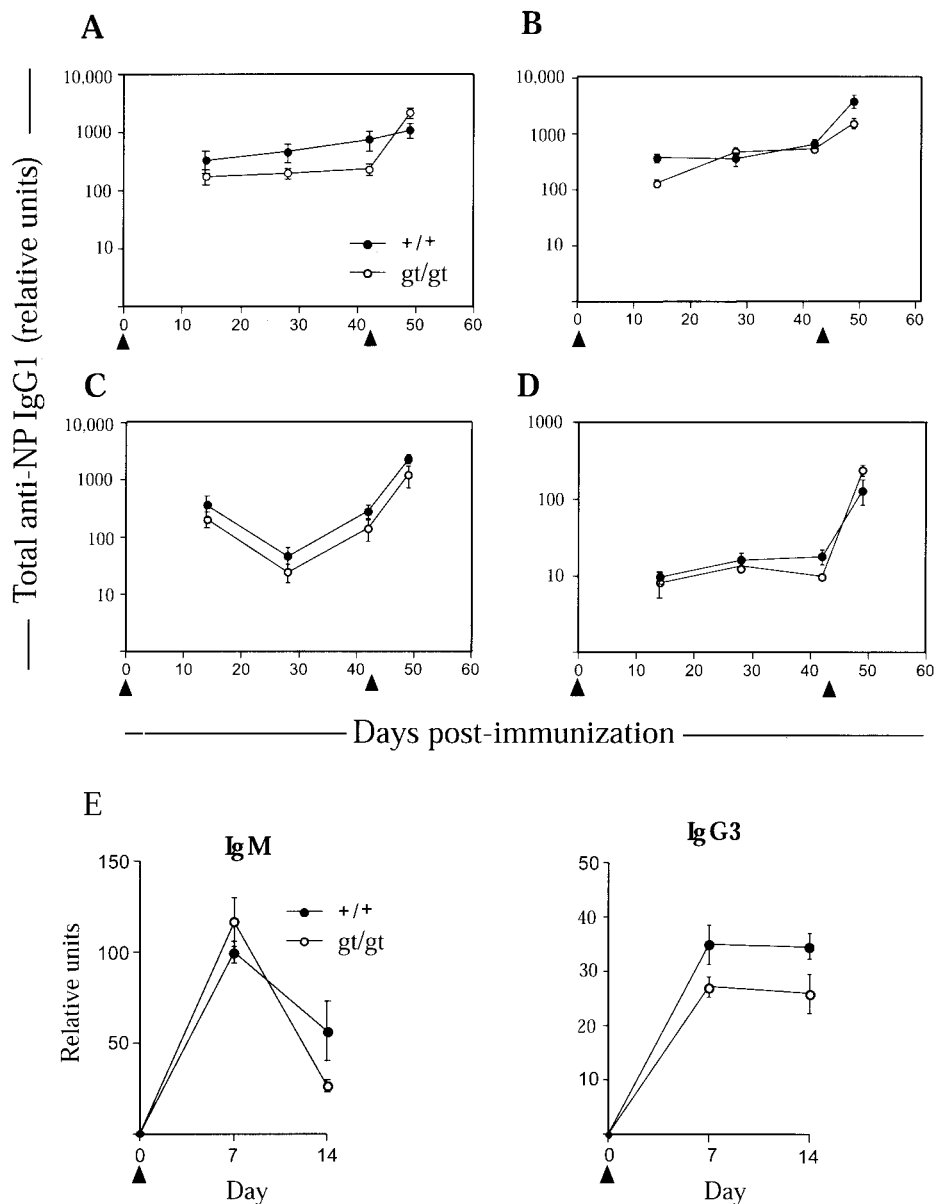 A
B
Total anti-NP IgG1 (relative units)
10,000
1000
100
10
+/+
gt/gt
0 10 20 30 40 50 60
10,000
1000
100
10
0 10 20 30 40 50 60
C
D
10,000
1000
100
10
0 10 20 30 40 50 60
1000
100
10
0 10 20 30 40 50 60
Days post-immunization
E
IgM
IgG3
Relative units
150
100
50
+/+
gt/gt
0 7 14
Day
50
40
30
20
10
0 7 14
Day